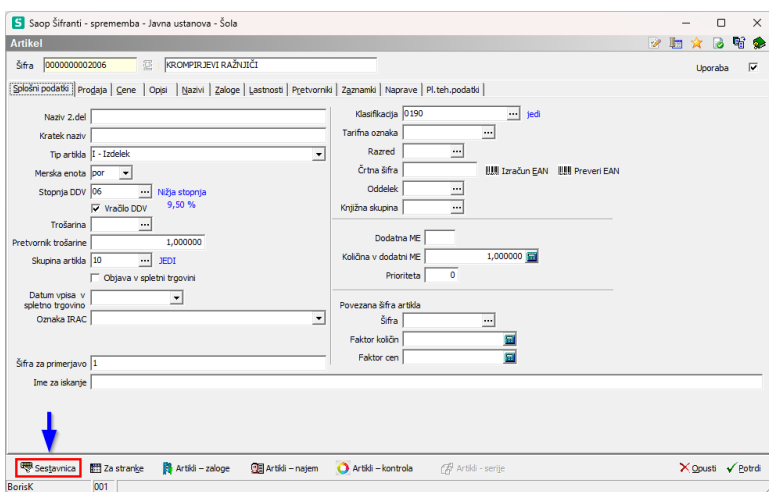 Saop Šifranti - sprememba - Javna ustanova - Šola
Artikel
Šifra 0000000002006 KROMPIRJEVI RAŽNJIČI Uporaba
Splošni podatki Prodaja Cene Opisi Nazivi Zaloge Lastnosti Pretvorniki Zaznamki Naprave Pl.teh.podatki
Naziv 2.del
Kratek naziv
Tip artikla I - Izdelek
Merska enota por
Stopnja DDV 06 ... Nižja stopnja
Vračilo DDV 9,50 %
Trošarina ...
Pretvornik trošarine 1,000000
Skupina artikla 10 ... JEDI
Objava v spletni trgovini
Datum vpisa v
spletno trgovino
Oznaka IRAC
Šifra za primerjavo 1
Ime za iskanje
Klasifikacija 0190 ... jedi
Tarifna oznaka ...
Razred ...
Črtna šifra Izračun EAN Preveri EAN
Oddelek ...
Knjižna skupina ...
Dodatna ME
Količina v dodatni ME 1,000000
Prioriteta 0
Povezana šifra artikla
Šifra ...
Faktor količin
Faktor cen
Sestavnica Za stranke Artikli – zaloge Artikli – najem Artikli – kontrola Artikli - serije Opusti Potrdi
BorisK 001